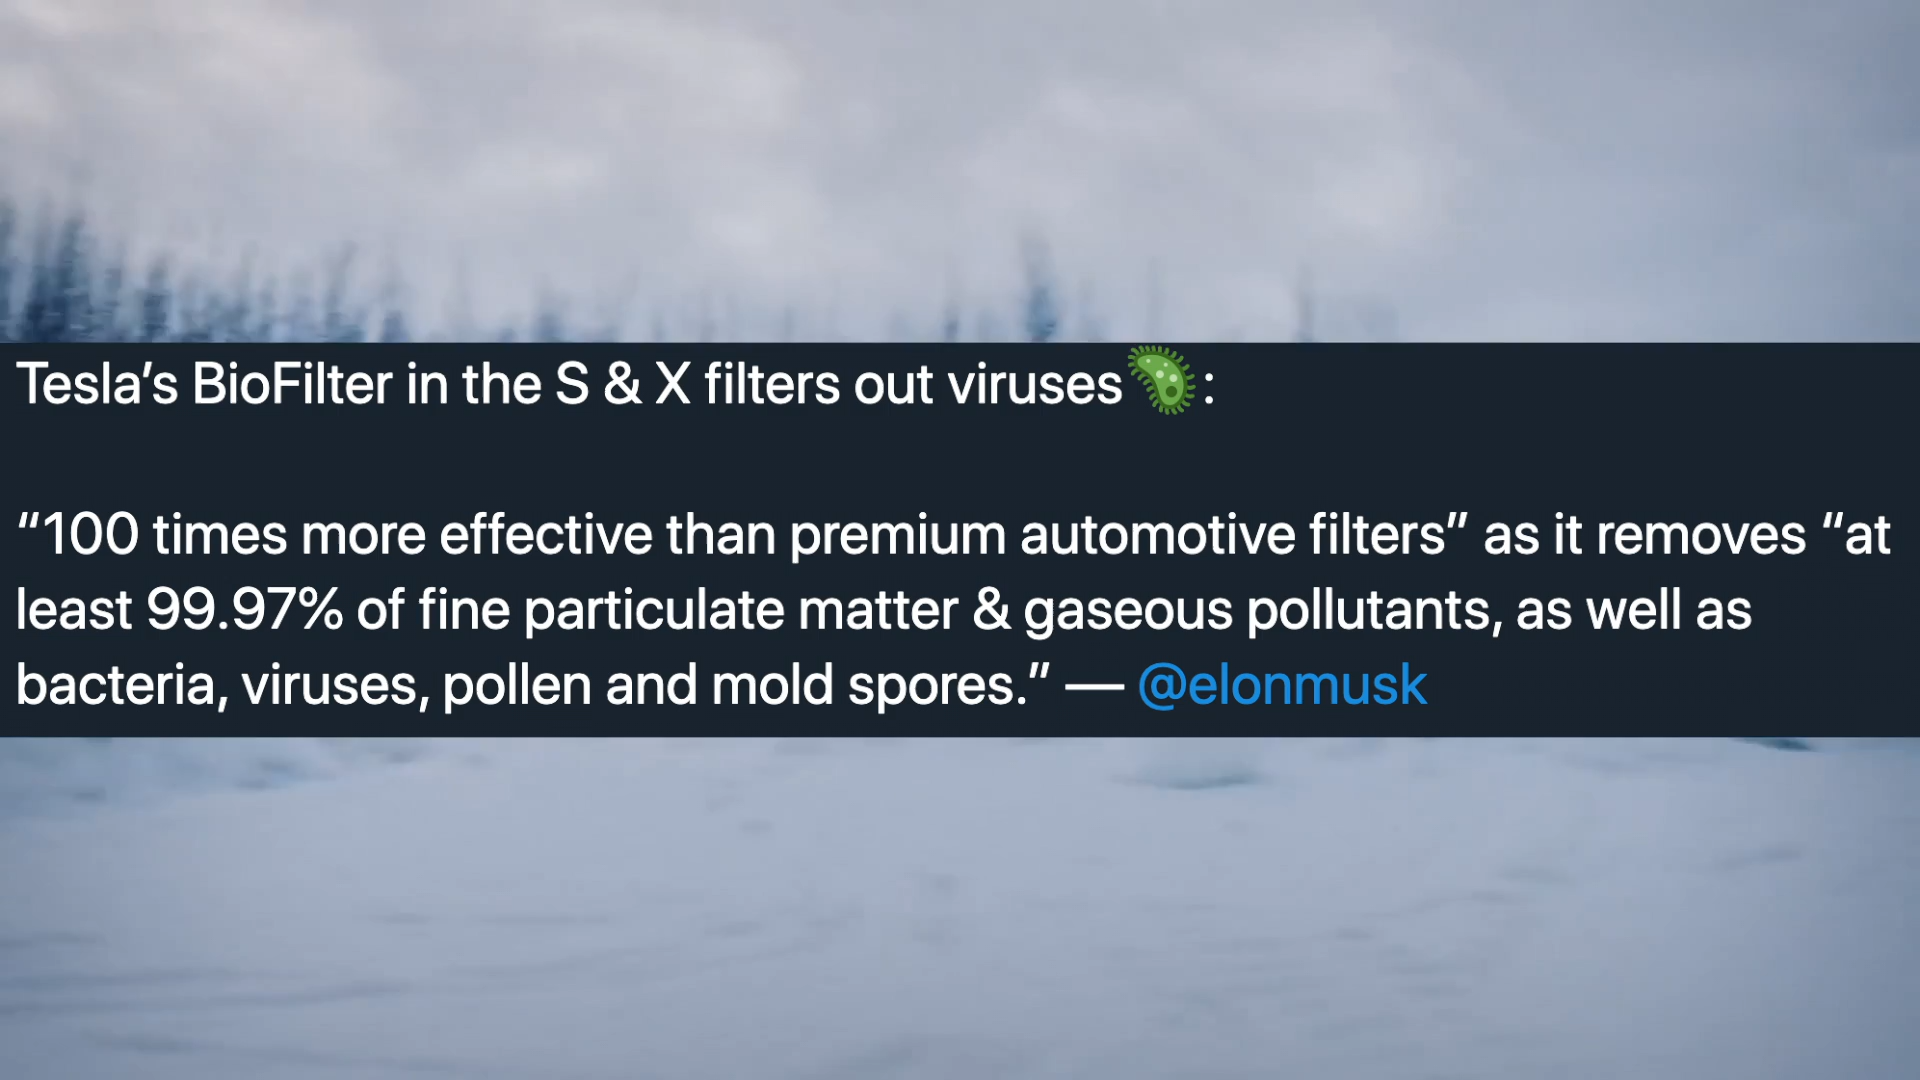 Tesla’s BioFilter in the S & X filters out viruses🦠:
“100 times more effective than premium automotive filters” as it removes “at
least 99.97% of fine particulate matter & gaseous pollutants, as well as
bacteria, viruses, pollen and mold spores.” — @elonmusk